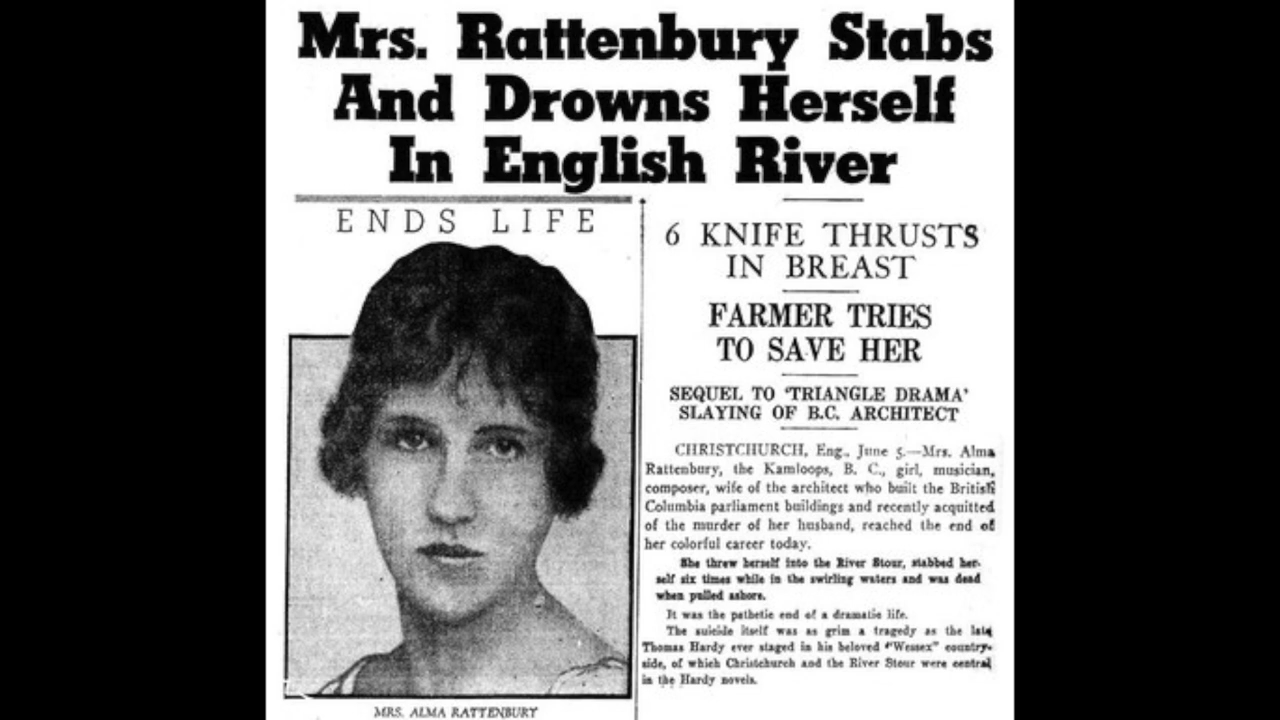 Mrs. Rattenbury Stabs
And Drowns Herself
In English River
ENDS LIFE
MRS. ALMA RATTENBURY
6 KNIFE THRUSTS
IN BREAST
FARMER TRIES
TO SAVE HER
SEQUEL TO 'TRIANGLE DRAMA'
SLAYING OF B.C. ARCHITECT
CHRISTCHURCH, Eng., June 5.—Mrs. Alma
Rattenbury, the Kamloops, B. C., girl, musician,
composer, wife of the architect who built the British
Columbia parliament buildings and recently acquitted
of the murder of her husband, reached the end of
her colorful career today.
She threw herself into the River Stour, stabbed her-
self six times while in the swirling waters and was dead
when pulled ashore.
It was the pathetic end of a dramatic life.
The suicide itself was as grim a tragedy as the late
Thomas Hardy ever staged in his beloved "Wessex" country-
side, of which Christchurch and the River Stour were central
in the Hardy novels.